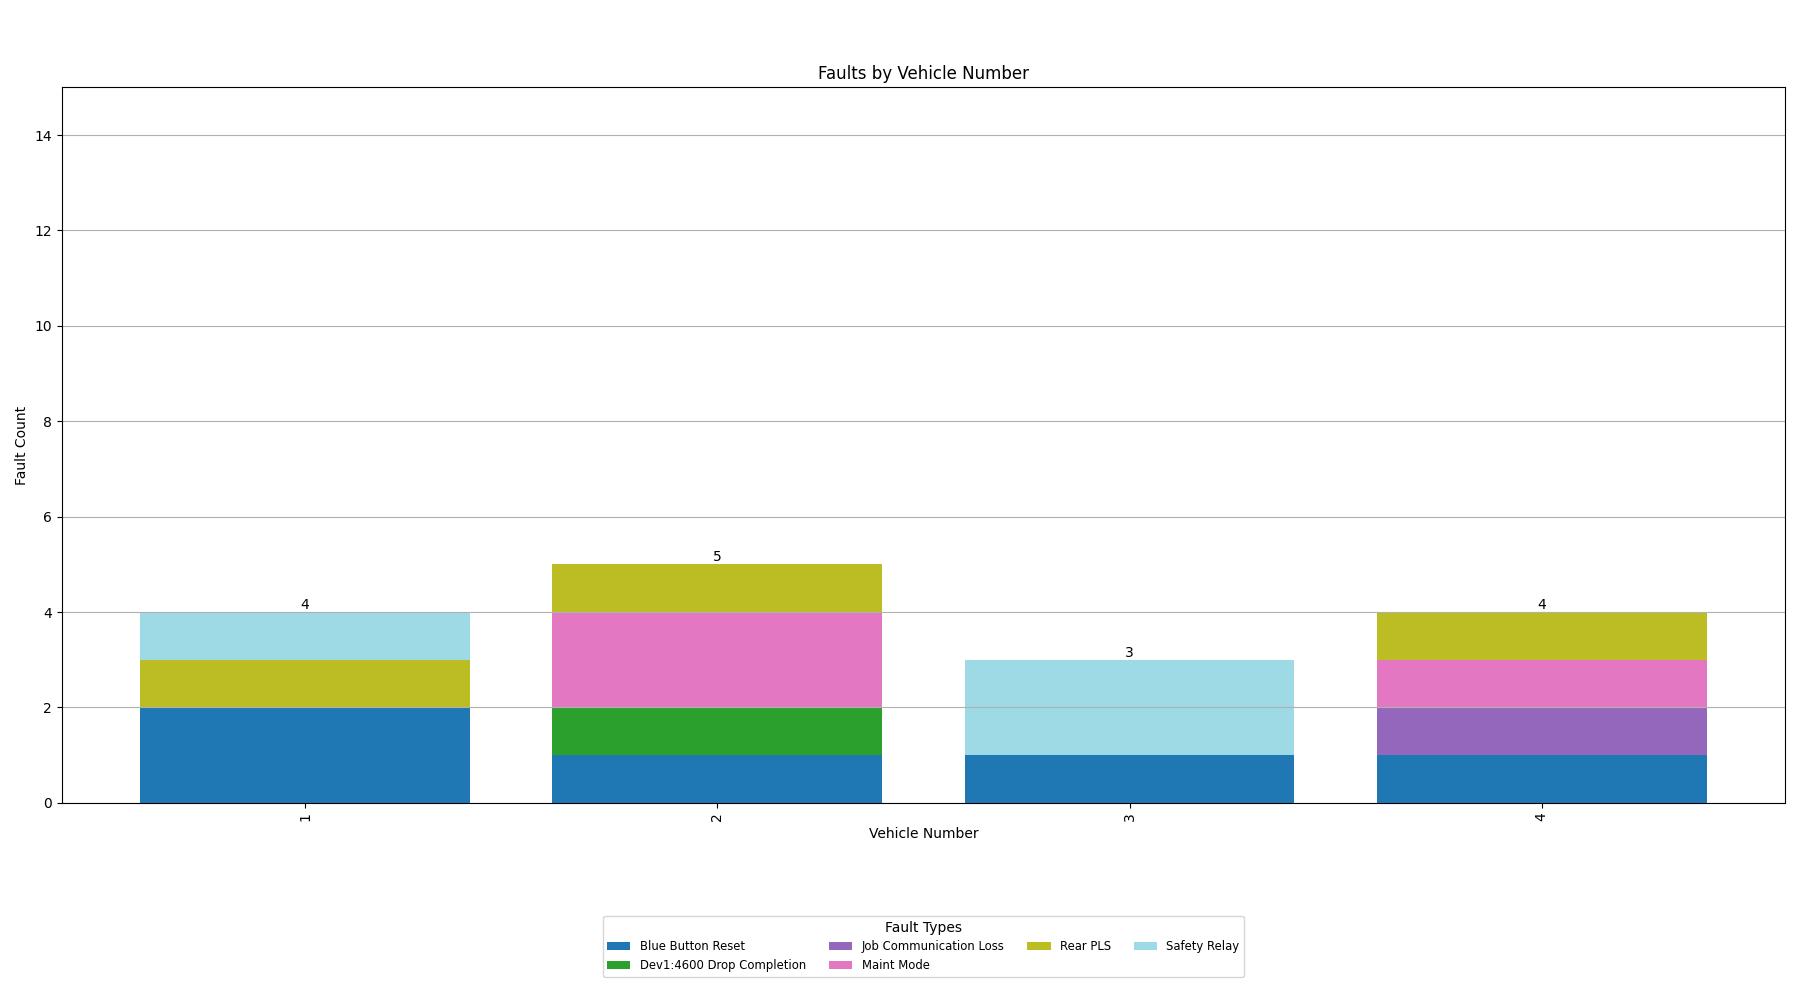 Faults by Vehicle Number
14
12
10
8
6
4
2
0
Fault Count
4
5
3
4
1
2
3
4
Vehicle Number
Fault Types
Blue Button Reset
Dev1:4600 Drop Completion
Job Communication Loss
Maint Mode
Rear PLS
Safety Relay